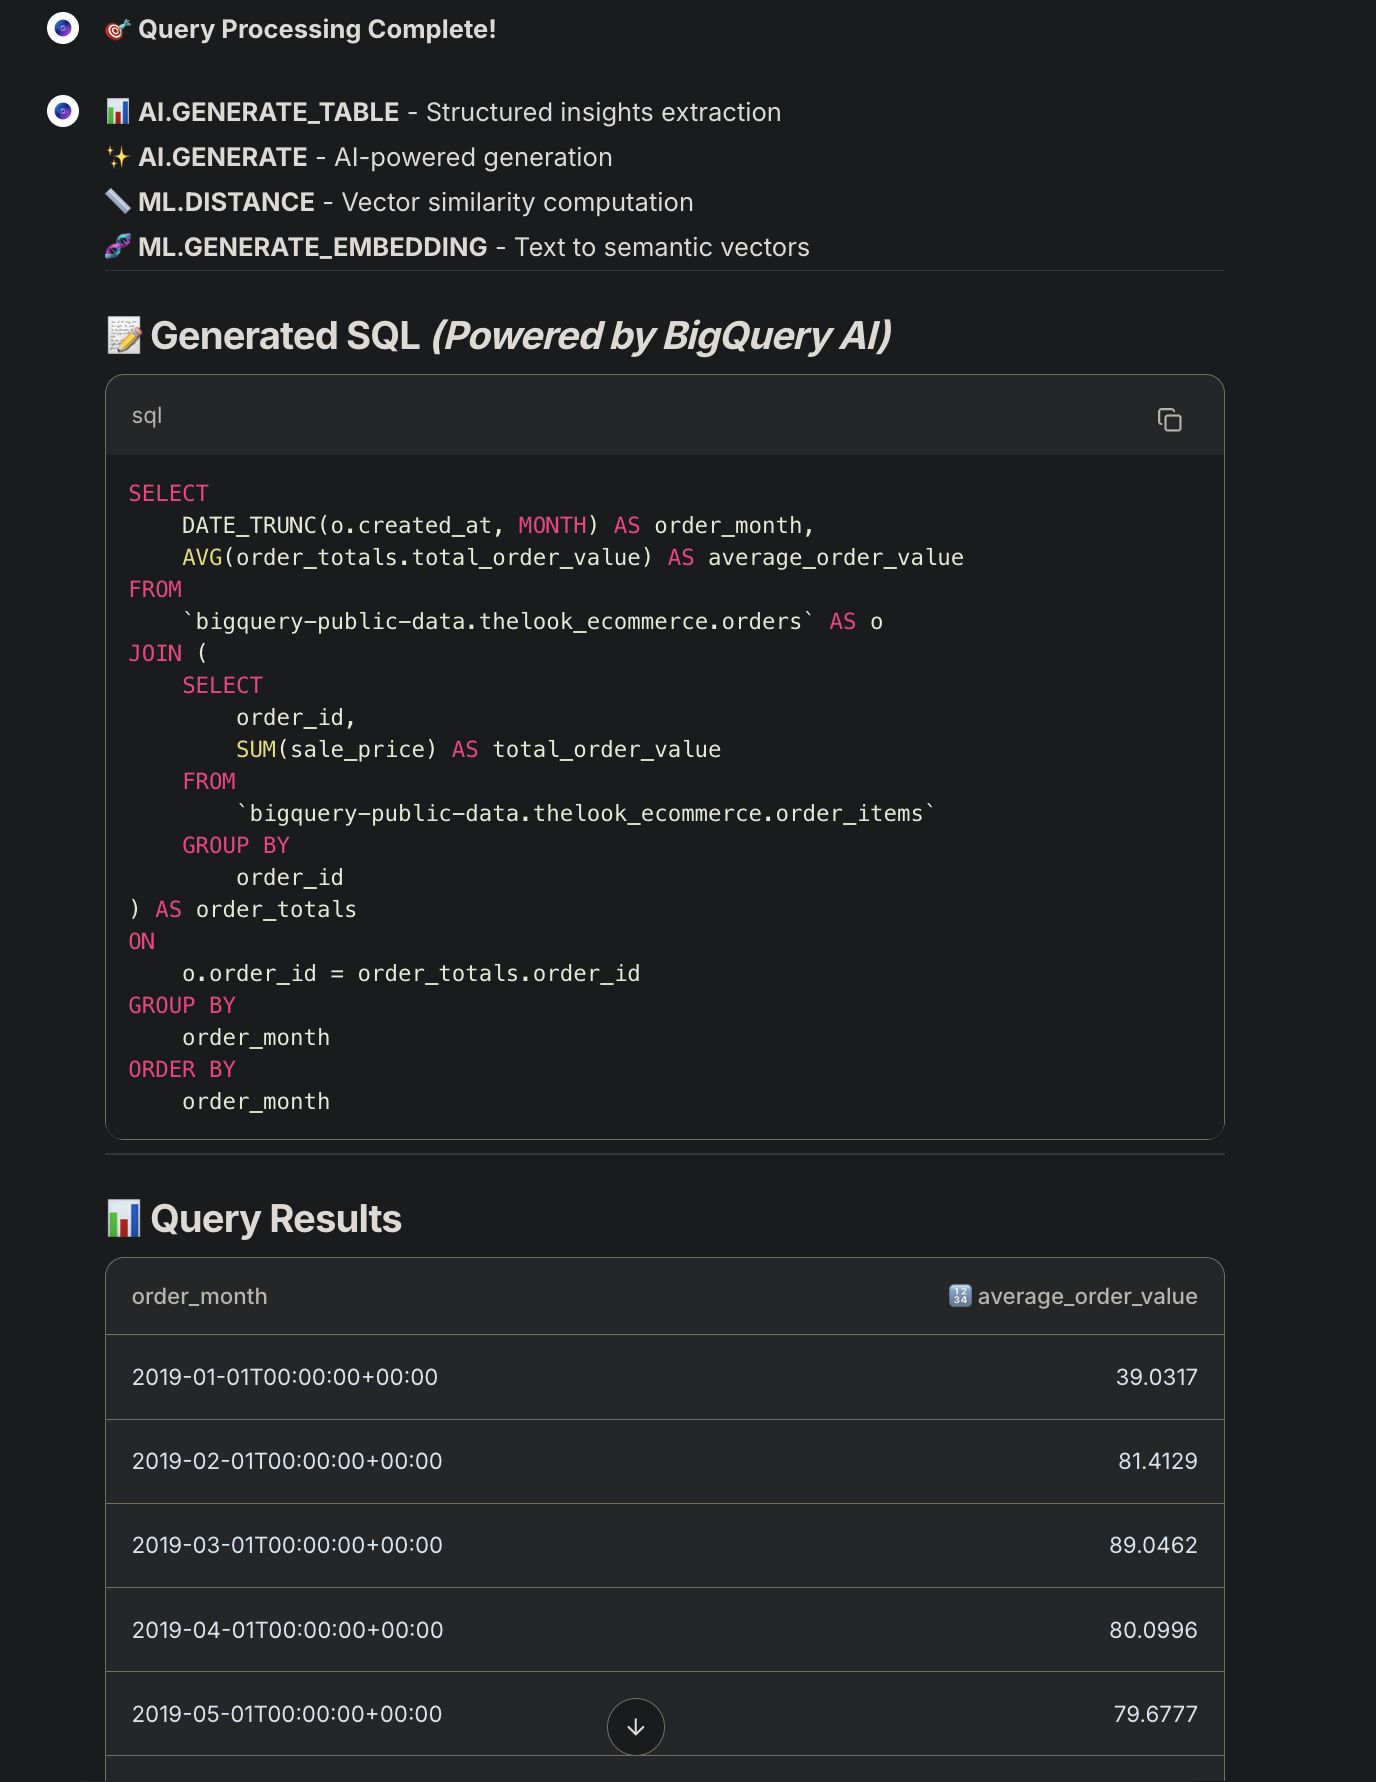 🎯 Query Processing Complete!
📊 AI.GENERATE_TABLE - Structured insights extraction
✨ AI.GENERATE - AI-powered generation
📏 ML.DISTANCE - Vector similarity computation
🧬 ML.GENERATE_EMBEDDING - Text to semantic vectors
📝 Generated SQL (Powered by BigQuery AI)
sql
SELECT
    DATE_TRUNC(o.created_at, MONTH) AS order_month,
    AVG(order_totals.total_order_value) AS average_order_value
FROM
    `bigquery-public-data.thelook_ecommerce.orders` AS o
JOIN (
    SELECT
        order_id,
        SUM(sale_price) AS total_order_value
    FROM
        `bigquery-public-data.thelook_ecommerce.order_items`
    GROUP BY
        order_id
) AS order_totals
ON
    o.order_id = order_totals.order_id
GROUP BY
    order_month
ORDER BY
    order_month
📊 Query Results
order_month 🔢 average_order_value
2019-01-01T00:00:00+00:00 39.0317
2019-02-01T00:00:00+00:00 81.4129
2019-03-01T00:00:00+00:00 89.0462
2019-04-01T00:00:00+00:00 80.0996
2019-05-01T00:00:00+00:00 79.6777